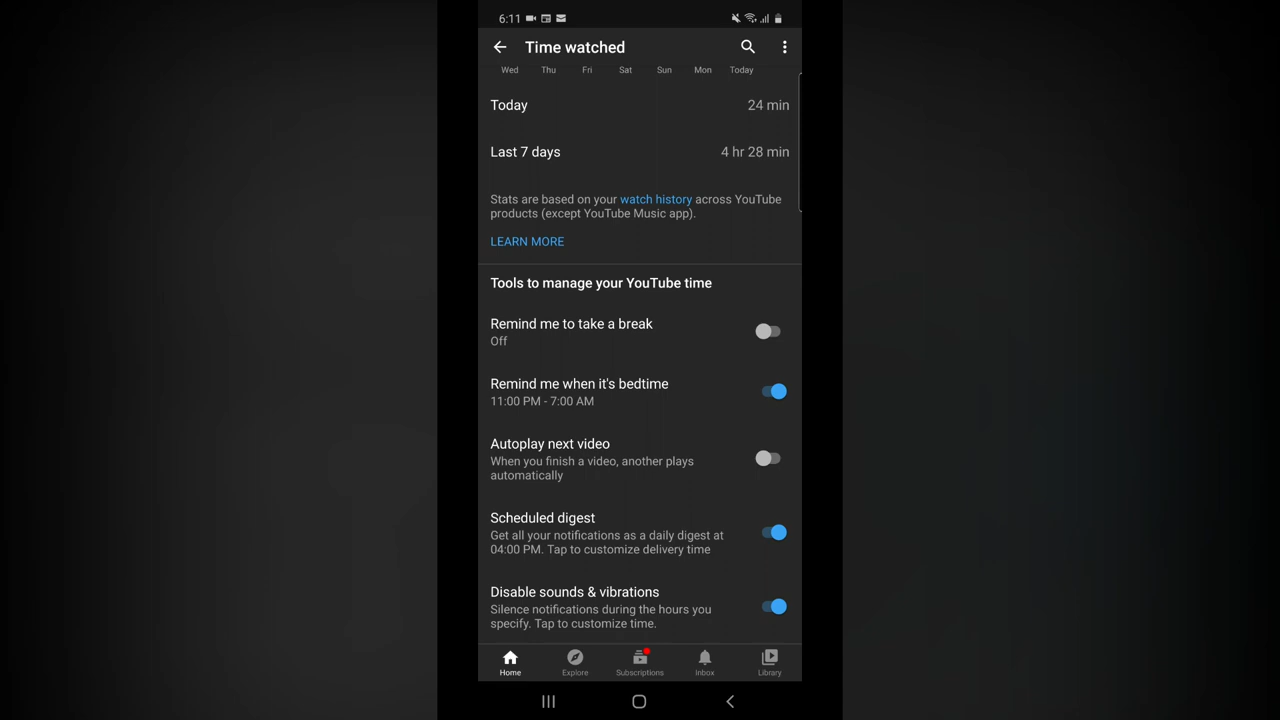 6:11
Time watched
Wed Thu Fri Sat Sun Mon Today
Today 24 min
Last 7 days 4 hr 28 min
Stats are based on your watch history across YouTube
products (except YouTube Music app).
LEARN MORE
Tools to manage your YouTube time
Remind me to take a break
Off
Remind me when it's bedtime
11:00 PM - 7:00 AM
Autoplay next video
When you finish a video, another plays
automatically
Scheduled digest
Get all your notifications as a daily digest at
04:00 PM. Tap to customize delivery time
Disable sounds & vibrations
Silence notifications during the hours you
specify. Tap to customize time.
Home Explore Subscriptions Inbox Library